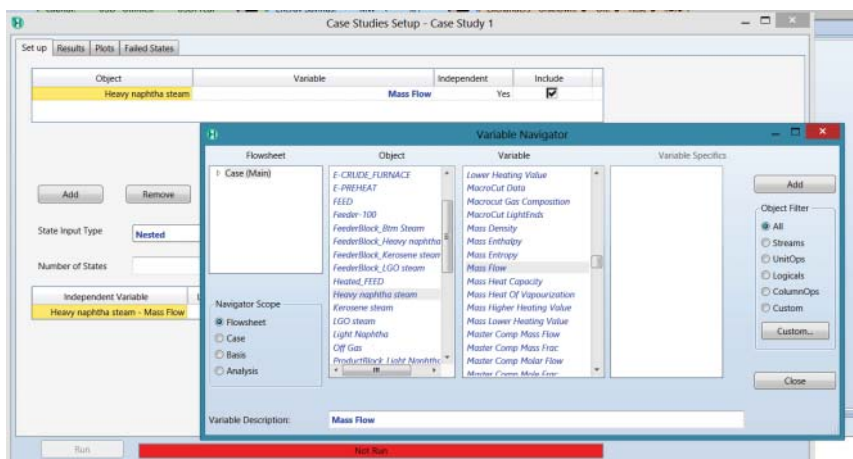 Case Studies Setup - Case Study 1
Set up Results Plots Failed States
Object Variable Independent Include
Heavy naphtha steam Mass Flow Yes
Add Remove
State Input Type Nested
Number of States
Independent Variable
Heavy naphtha steam - Mass Flow
Run Not Run
Variable Navigator
Flowsheet Object Variable Variable Specifics
Case (Main)
E-CRUDE_FURNACE
E-PREHEAT
FEED
Feeder-100
FeederBlock_Btm Steam
FeederBlock_Heavy naphtha
FeederBlock_Kerosene steam
FeederBlock_LGO steam
Heated_FEED
Heavy naphtha steam
Kerosene steam
LGO steam
Light Naphtha
Off Gas
ProductBlock_Light Naphtha
Lower Heating Value
MacroCut Data
Macrocut Gas Composition
MacroCut LightEnds
Mass Density
Mass Enthalpy
Mass Entropy
Mass Flow
Mass Heat Capacity
Mass Heat Of Vapourization
Mass Higher Heating Value
Mass Lower Heating Value
Master Comp Mass Flow
Master Comp Mass Frac
Master Comp Molar Flow
Master Comp Mole Frac
Add
Object Filter
All
Streams
UnitOps
Logicals
ColumnOps
Custom
Custom...
Close
Navigator Scope
Flowsheet
Case
Basis
Analysis
Variable Description: Mass Flow